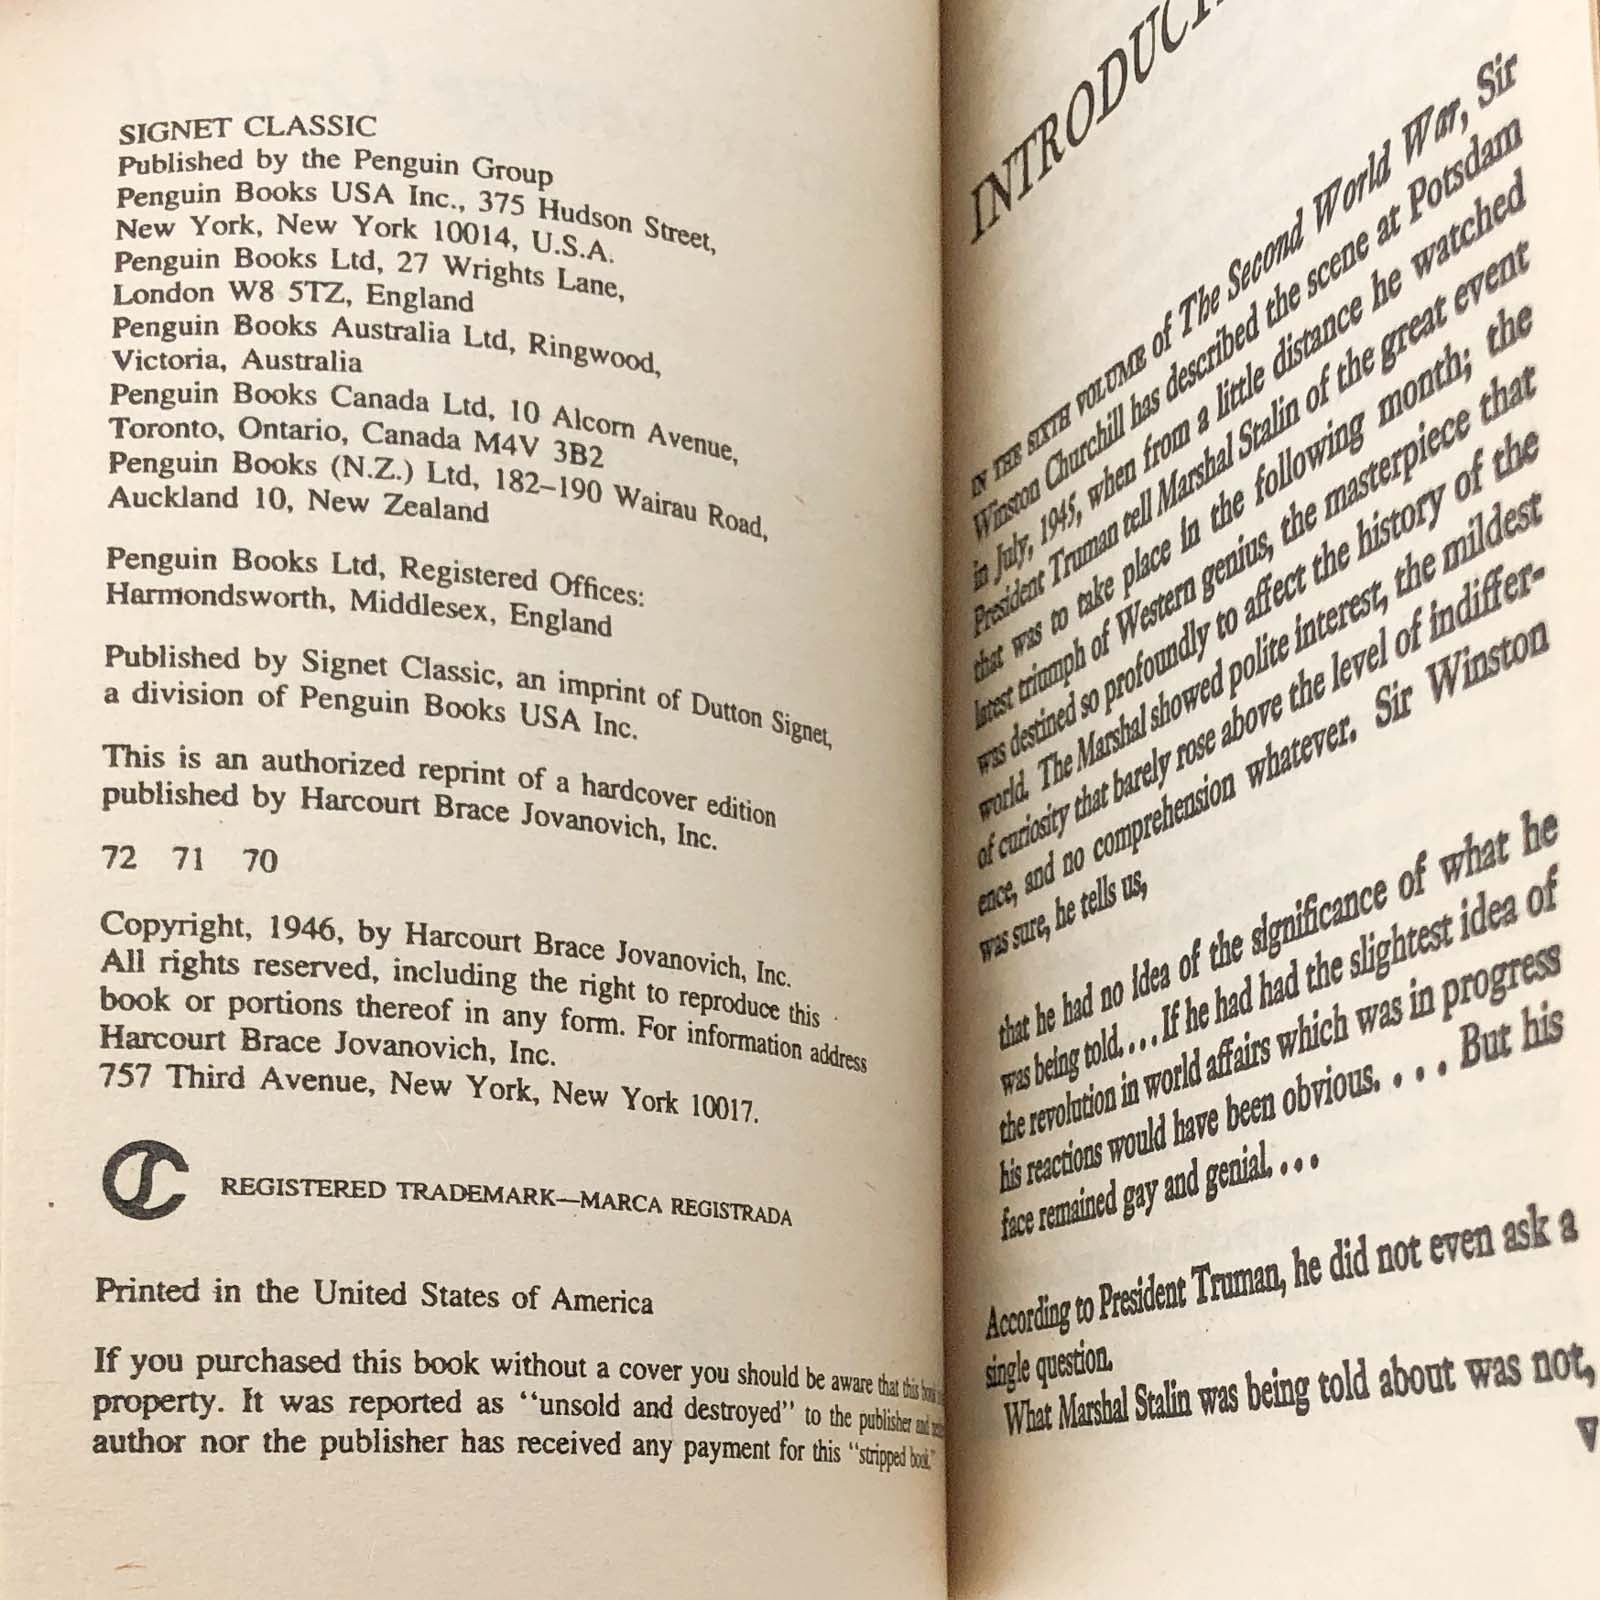 SIGNET CLASSIC
Published by the Penguin Group
Penguin Books USA Inc., 375 Hudson Street,
New York, New York 10014, U.S.A.
Penguin Books Ltd, 27 Wrights Lane,
London W8 5TZ, England
Penguin Books Australia Ltd, Ringwood,
Victoria, Australia
Penguin Books Canada Ltd, 10 Alcorn Avenue,
Toronto, Ontario, Canada M4V 3B2
Penguin Books (N.Z.) Ltd, 182–190 Wairau Road,
Auckland 10, New Zealand
Penguin Books Ltd, Registered Offices:
Harmondsworth, Middlesex, England
Published by Signet Classic, an imprint of Dutton Signet,
a division of Penguin Books USA Inc.
This is an authorized reprint of a hardcover edition
published by Harcourt Brace Jovanovich, Inc.
72 71 70
Copyright, 1946, by Harcourt Brace Jovanovich, Inc.
All rights reserved, including the right to reproduce this
book or portions thereof in any form. For information address
Harcourt Brace Jovanovich, Inc.
757 Third Avenue, New York, New York 10017.
REGISTERED TRADEMARK—MARCA REGISTRADA
Printed in the United States of America
If you purchased this book without a cover you should be aware that this book
property. It was reported as "unsold and destroyed" to the publisher and
author nor the publisher has received any payment for this "stripped book."
INTRODUC
IN THE SIXTH VOLUME of The Second World War, Sir
Winston Churchill has described the scene at Potsdam
in July, 1945, when from a little distance he watched
President Truman tell Marshal Stalin of the great event
that was to take place in the following month; the
latest triumph of Western genius, the masterpiece that
was destined so profoundly to affect the history of the
world. The Marshal showed polite interest, the mildest
of curiosity that barely rose above the level of indiffer-
ence, and no comprehension whatever. Sir Winston
was sure, he tells us,
that he had no idea of the significance of what he
was being told. . . . If he had had the slightest idea of
the revolution in world affairs which was in progress
his reactions would have been obvious. . . . But his
face remained gay and genial. . . .
According to President Truman, he did not even ask a
single question.
What Marshal Stalin was being told about was not,
v